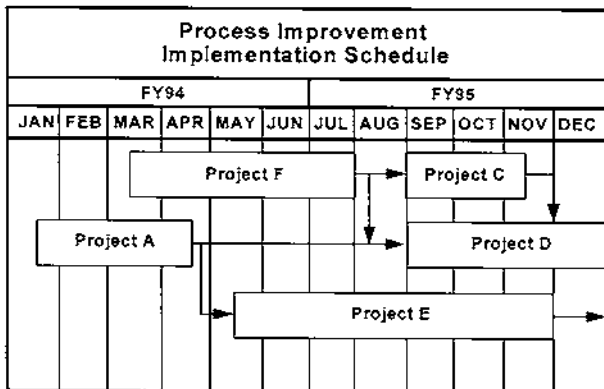 Process Improvement
Implementation Schedule
FY94 FY95
JAN FEB MAR APR MAY JUN JUL AUG SEP OCT NOV DEC
Project F Project C
Project A Project D
Project E